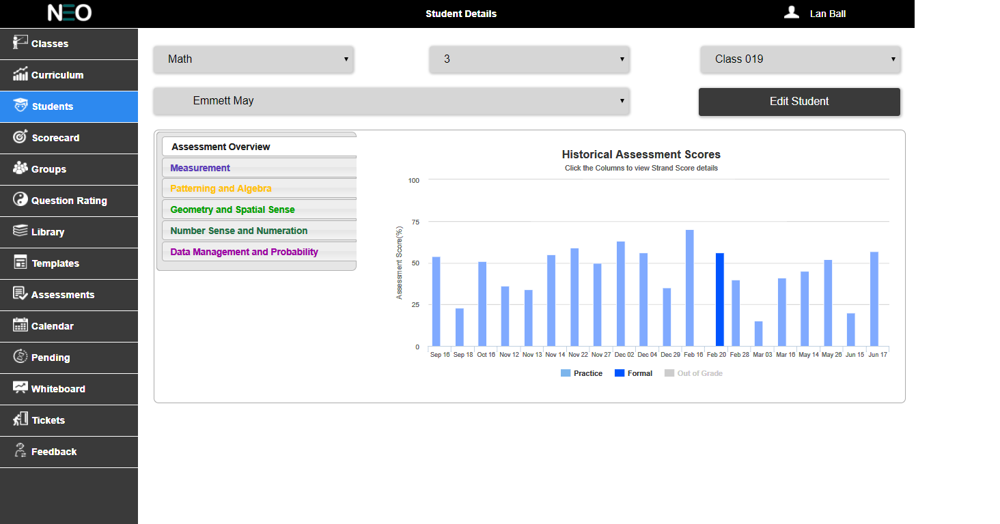 NEO
Student Details
Lan Ball
Classes
Curriculum
Students
Scorecard
Groups
Question Rating
Library
Templates
Assessments
Calendar
Pending
Whiteboard
Tickets
Feedback
Math
3
Class 019
Emmett May
Edit Student
Assessment Overview
Measurement
Patterning and Algebra
Geometry and Spatial Sense
Number Sense and Numeration
Data Management and Probability
Historical Assessment Scores
Click the Columns to view Strand Score details
Assessment Score(%)
100
75
50
25
0
Sep 16 Sep 18 Oct 16 Nov 12 Nov 13 Nov 14 Nov 22 Nov 27 Dec 02 Dec 04 Dec 29 Feb 16 Feb 20 Feb 28 Mar 03 Mar 16 May 14 May 26 Jun 15 Jun 17
Practice Formal Out of Grade